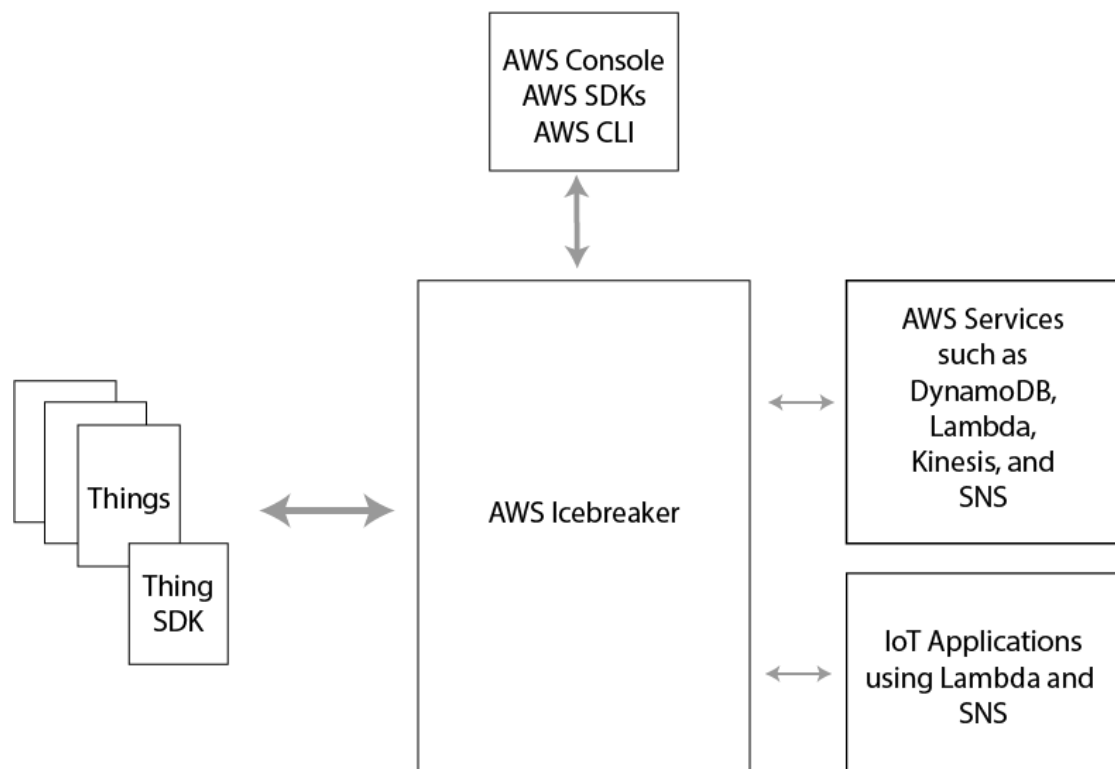 AWS Console
AWS SDKs
AWS CLI
AWS Services
such as
DynamoDB,
Lambda,
Kinesis, and
SNS
Things
AWS Icebreaker
Thing
SDK
IoT Applications
using Lambda and
SNS